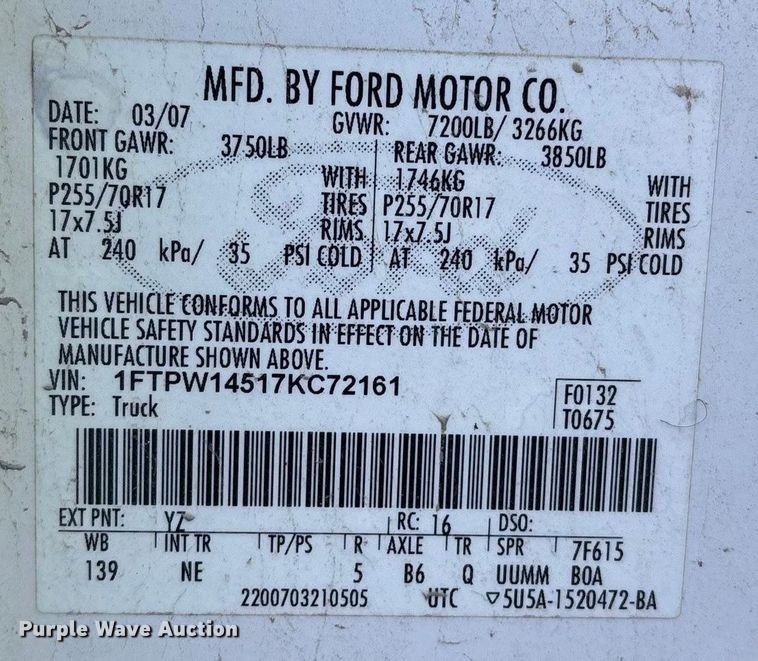 MFD. BY FORD MOTOR CO.
DATE: 03/07 GVWR: 7200LB/ 3266KG
FRONT GAWR: 3750LB REAR GAWR: 3850LB
1701KG WITH 1746KG WITH
P255/70R17 TIRES P255/70R17 TIRES
17x7.5J RIMS 17x7.5J RIMS
AT 240 kPa/ 35 PSI COLD AT 240 kPa/ 35 PSI COLD
THIS VEHICLE CONFORMS TO ALL APPLICABLE FEDERAL MOTOR
VEHICLE SAFETY STANDARDS IN EFFECT ON THE DATE OF
MANUFACTURE SHOWN ABOVE.
VIN: 1FTPW14517KC72161 F0132
TYPE: Truck T0675
EXT PNT: YZ RC: 16 DSO:
WB INT TR TP/PS R AXLE TR SPR 7F615
139 NE 5 B6 Q UUMM BOA
2200703210505 UTC ▽5U5A-1520472-BA
Purple Wave Auction